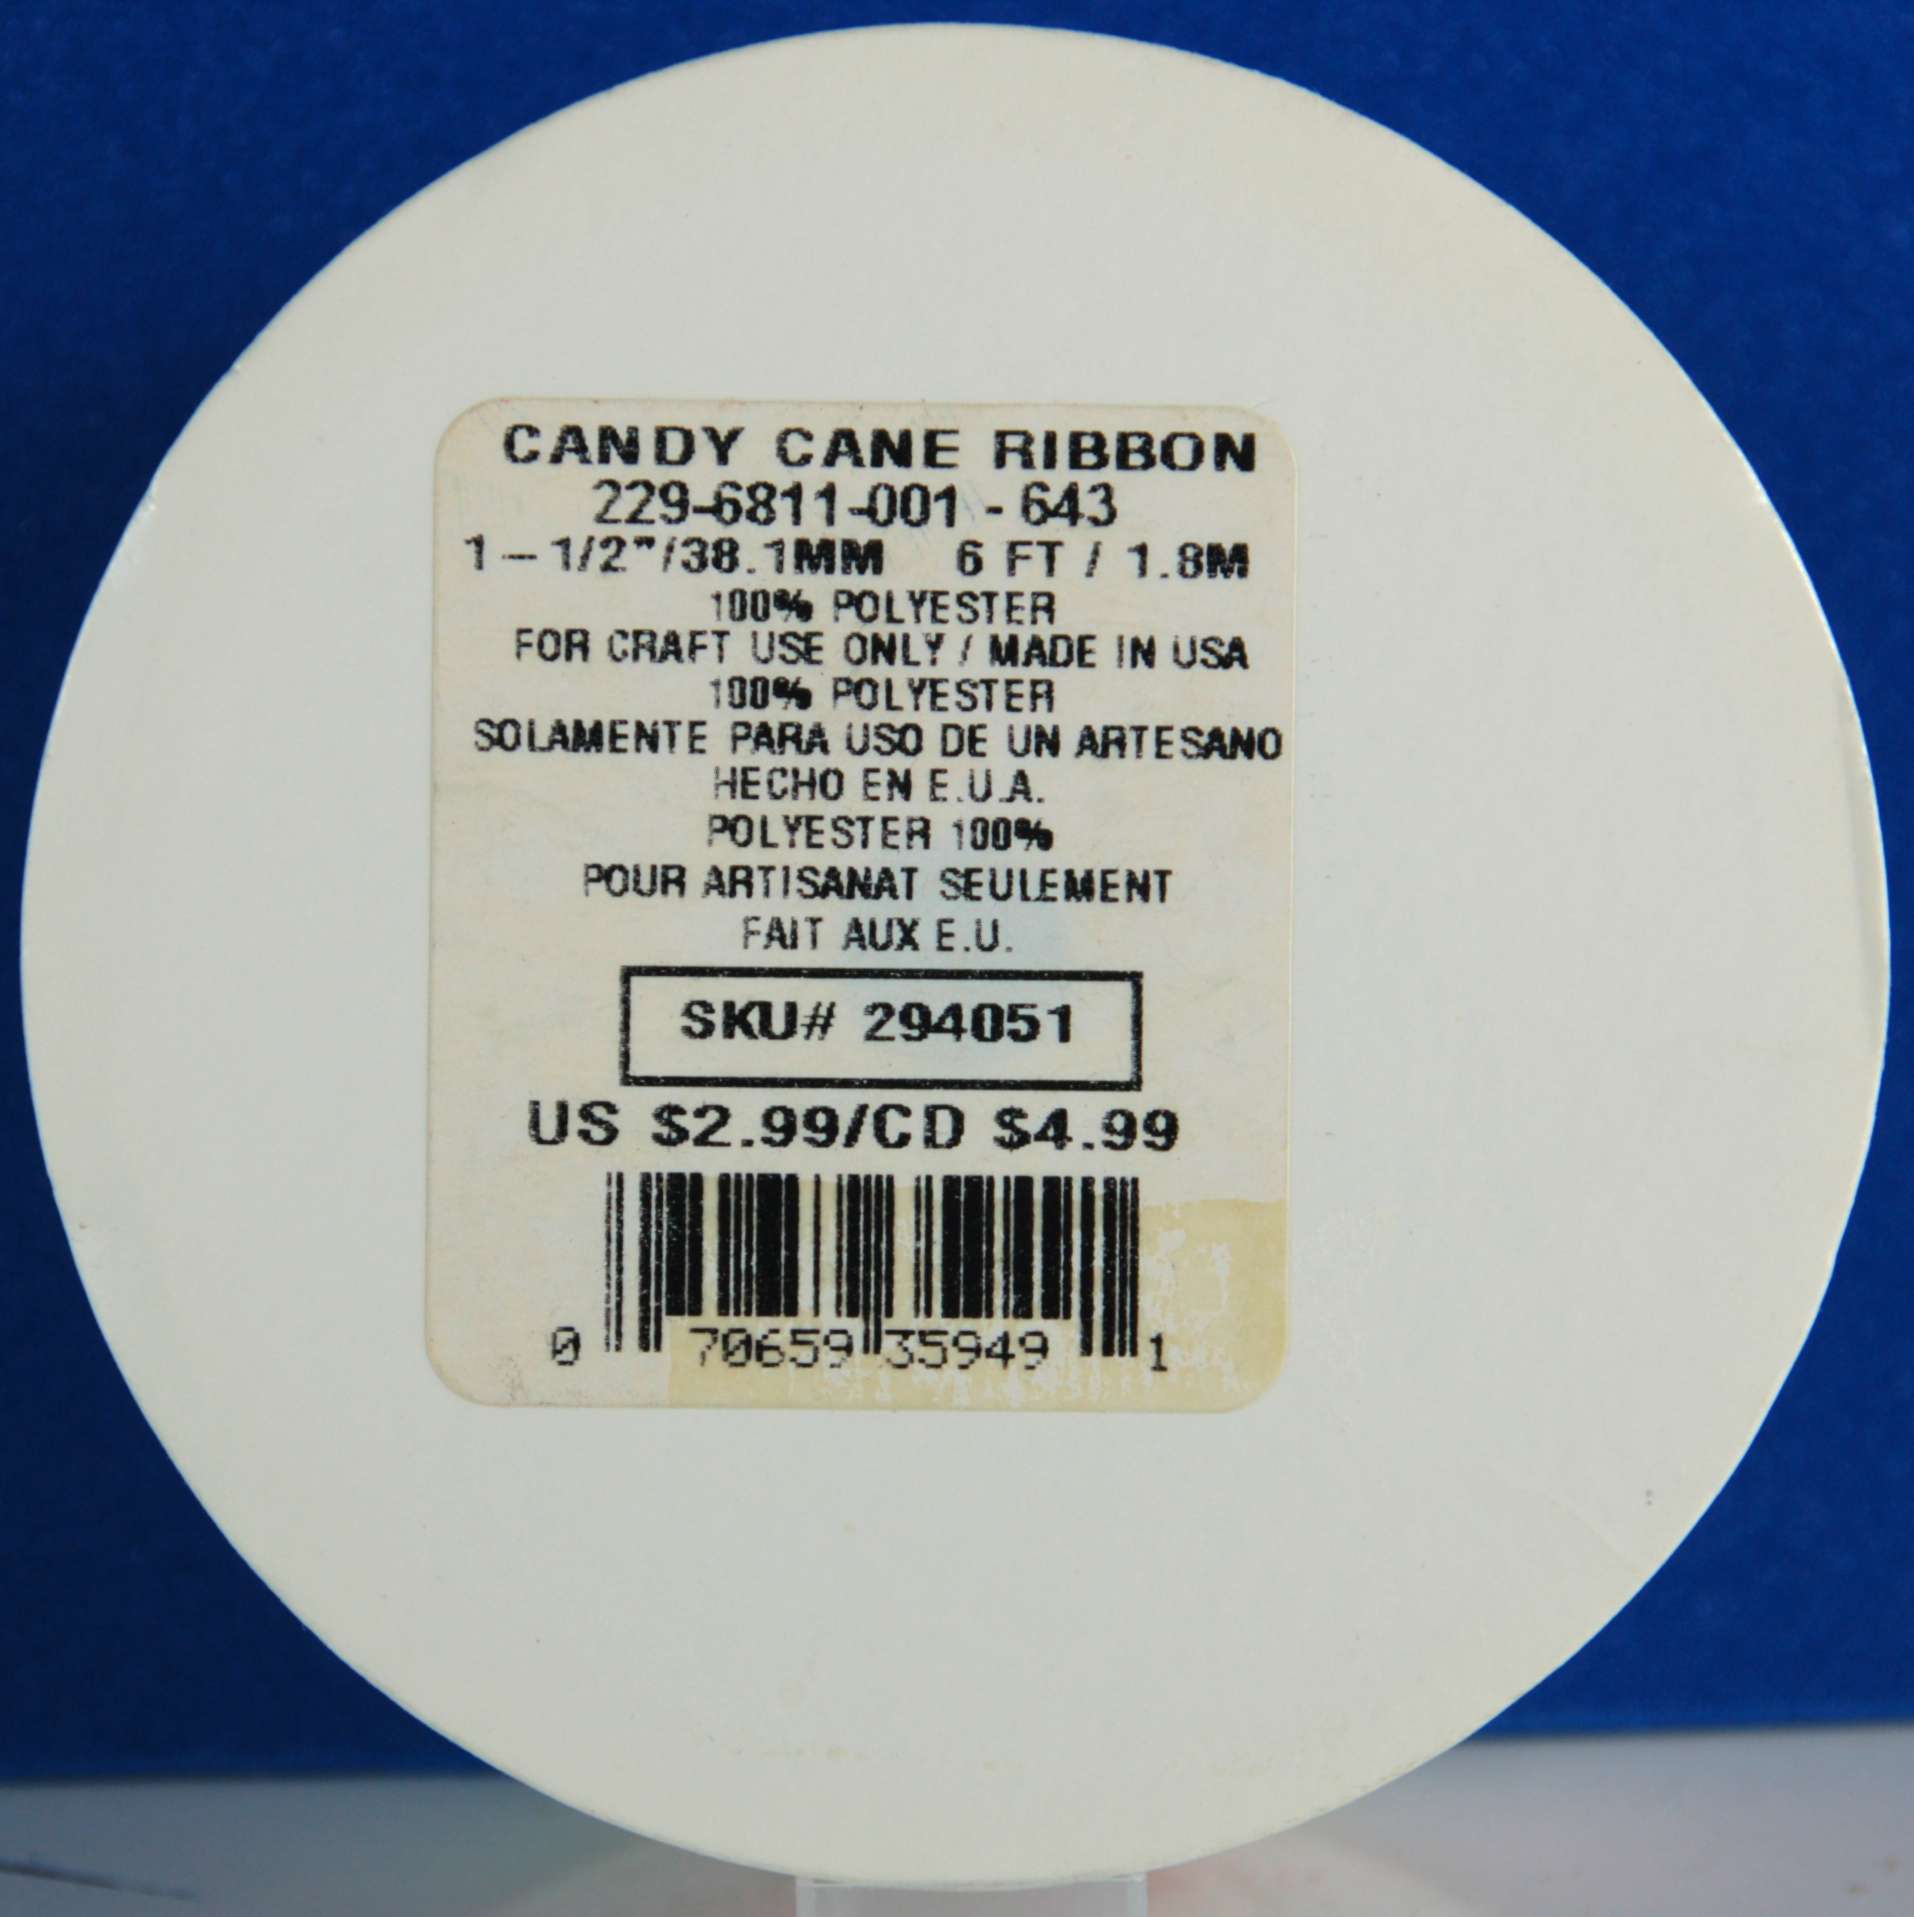 CANDY CANE RIBBON
229-6811-001 - 643
1-1/2"/38.1MM 6 FT / 1.8M
100% POLYESTER
FOR CRAFT USE ONLY / MADE IN USA
100% POLYESTER
SOLAMENTE PARA USO DE UN ARTESANO
HECHO EN E.U.A.
POLYESTER 100%
POUR ARTISANAT SEULEMENT
FAIT AUX E.U.
SKU# 294051
US $2.99/CD $4.99
0 70659 35949 1